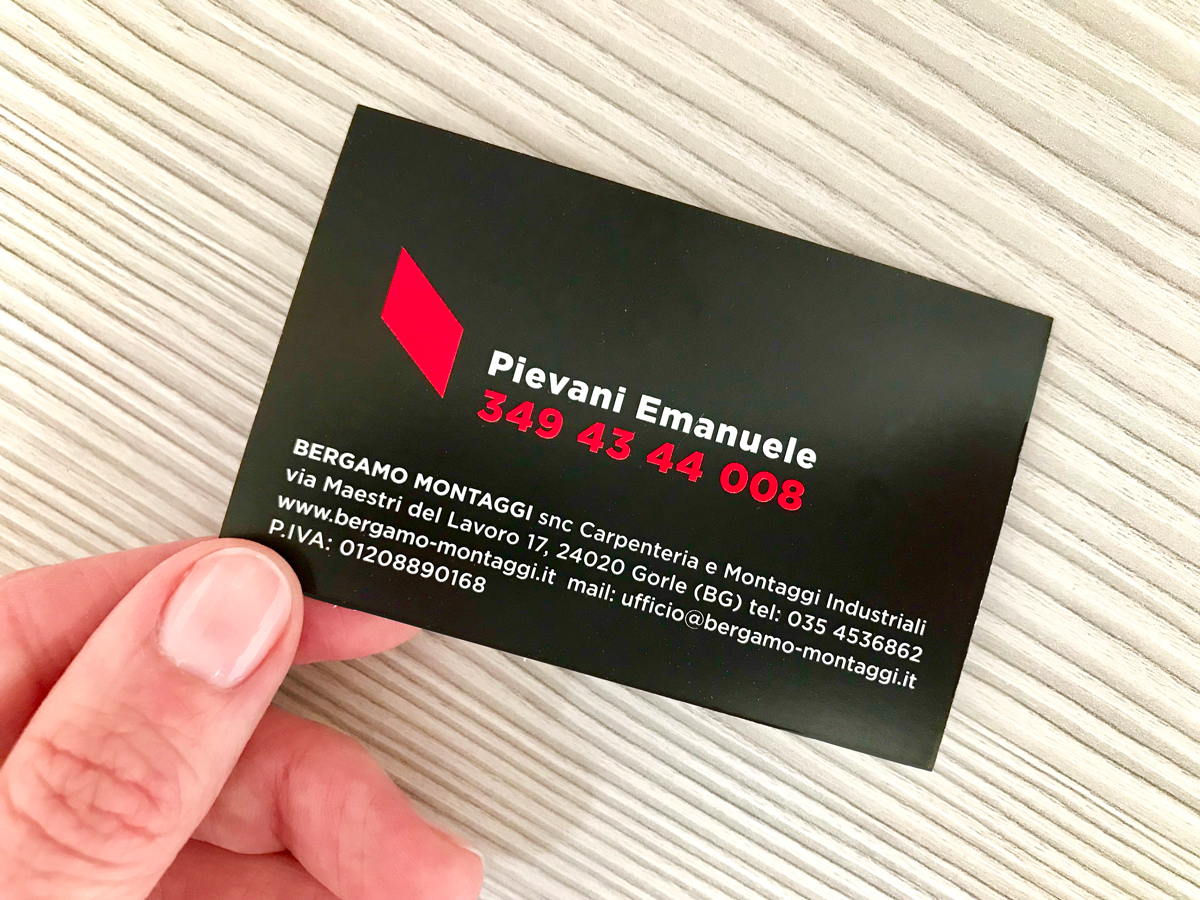 Pievani Emanuele
349 43 44 008
BERGAMO MONTAGGI snc Carpenteria e Montaggi Industriali
via Maestri del Lavoro 17, 24020 Gorle (BG) tel: 035 4536862
www.bergamo-montaggi.it mail: ufficio@bergamo-montaggi.it
P.IVA: 01208890168